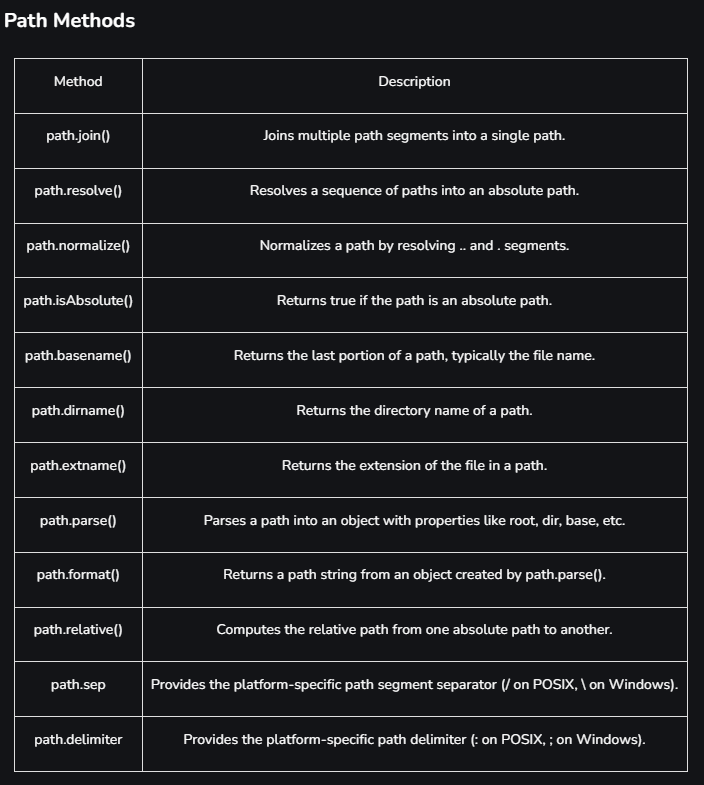 Path Methods
Method Description
path.join() Joins multiple path segments into a single path.
path.resolve() Resolves a sequence of paths into an absolute path.
path.normalize() Normalizes a path by resolving .. and . segments.
path.isAbsolute() Returns true if the path is an absolute path.
path.basename() Returns the last portion of a path, typically the file name.
path.dirname() Returns the directory name of a path.
path.extname() Returns the extension of the file in a path.
path.parse() Parses a path into an object with properties like root, dir, base, etc.
path.format() Returns a path string from an object created by path.parse().
path.relative() Computes the relative path from one absolute path to another.
path.sep Provides the platform-specific path segment separator (/ on POSIX, \ on Windows).
path.delimiter Provides the platform-specific path delimiter (: on POSIX, ; on Windows).